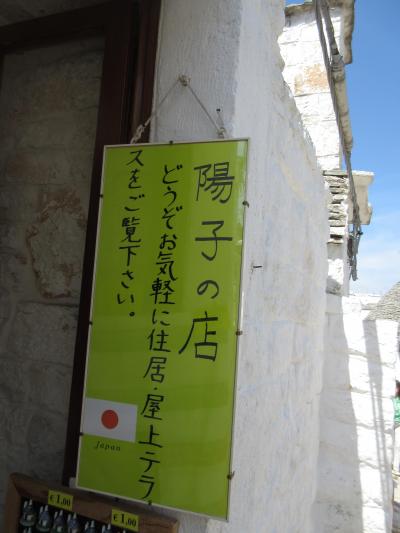 陽子の店
どうぞお気軽に住居・屋上テラ
スをご覧下さい。
Japan
€ 1,00
€ 1,00